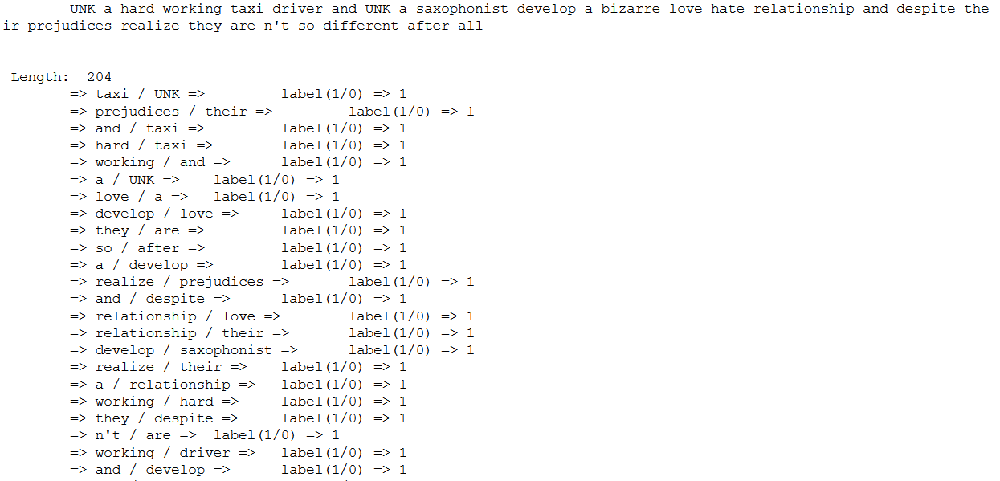 UNK a hard working taxi driver and UNK a saxophonist develop a bizarre love hate relationship and despite the
ir prejudices realize they are n't so different after all
Length: 204
=> taxi / UNK => label(1/0) => 1
=> prejudices / their => label(1/0) => 1
=> and / taxi => label(1/0) => 1
=> hard / taxi => label(1/0) => 1
=> working / and => label(1/0) => 1
=> a / UNK => label(1/0) => 1
=> love / a => label(1/0) => 1
=> develop / love => label(1/0) => 1
=> they / are => label(1/0) => 1
=> so / after => label(1/0) => 1
=> a / develop => label(1/0) => 1
=> realize / prejudices => label(1/0) => 1
=> and / despite => label(1/0) => 1
=> relationship / love => label(1/0) => 1
=> relationship / their => label(1/0) => 1
=> develop / saxophonist => label(1/0) => 1
=> realize / their => label(1/0) => 1
=> a / relationship => label(1/0) => 1
=> working / hard => label(1/0) => 1
=> they / despite => label(1/0) => 1
=> n't / are => label(1/0) => 1
=> working / driver => label(1/0) => 1
=> and / develop => label(1/0) => 1